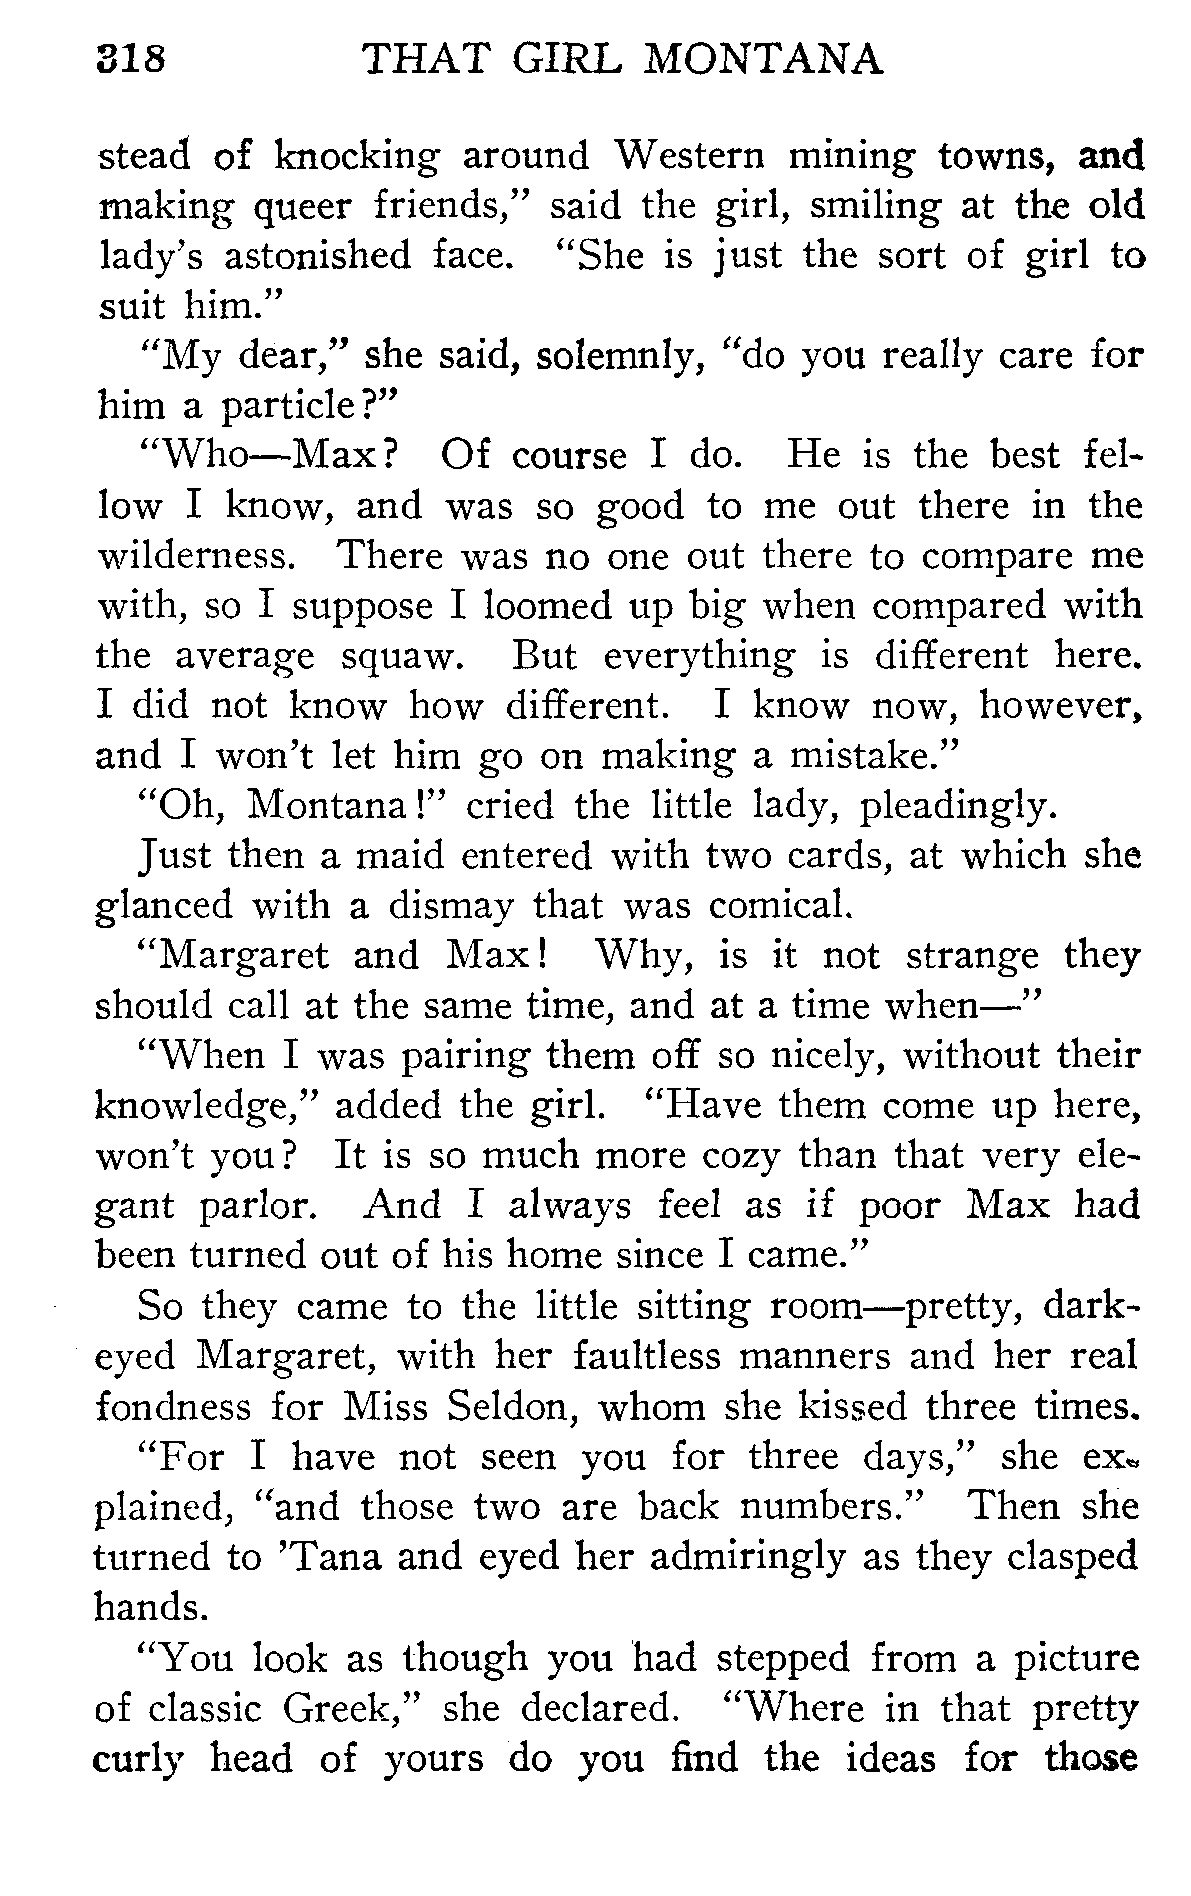 318 THAT GIRL MONTANA
stead of knocking around Western mining towns, and
making queer friends,” said the girl, smiling at the old
lady’s astonished face. “She is just the sort of girl to
suit him.”
“My dear,” she said, solemnly, “do you really care for
him a particle?”
“Who—Max? Of course I do. He is the best fel-
low I know, and was so good to me out there in the
wilderness. There was no one out there to compare me
with, so I suppose I loomed up big when compared with
the average squaw. But everything is different here.
I did not know how different. I know now, however,
and I won’t let him go on making a mistake.”
“Oh, Montana!” cried the little lady, pleadingly.
Just then a maid entered with two cards, at which she
glanced with a dismay that was comical.
“Margaret and Max! Why, is it not strange they
should call at the same time, and at a time when—”
“When I was pairing them off so nicely, without their
knowledge,” added the girl. “Have them come up here,
won’t you? It is so much more cozy than that very ele-
gant parlor. And I always feel as if poor Max had
been turned out of his home since I came.”
So they came to the little sitting room—pretty, dark-
eyed Margaret, with her faultless manners and her real
fondness for Miss Seldon, whom she kissed three times.
“For I have not seen you for three days,” she ex-
plained, “and those two are back numbers.” Then she
turned to ’Tana and eyed her admiringly as they clasped
hands.
“You look as though you had stepped from a picture
of classic Greek,” she declared. “Where in that pretty
curly head of yours do you find the ideas for those